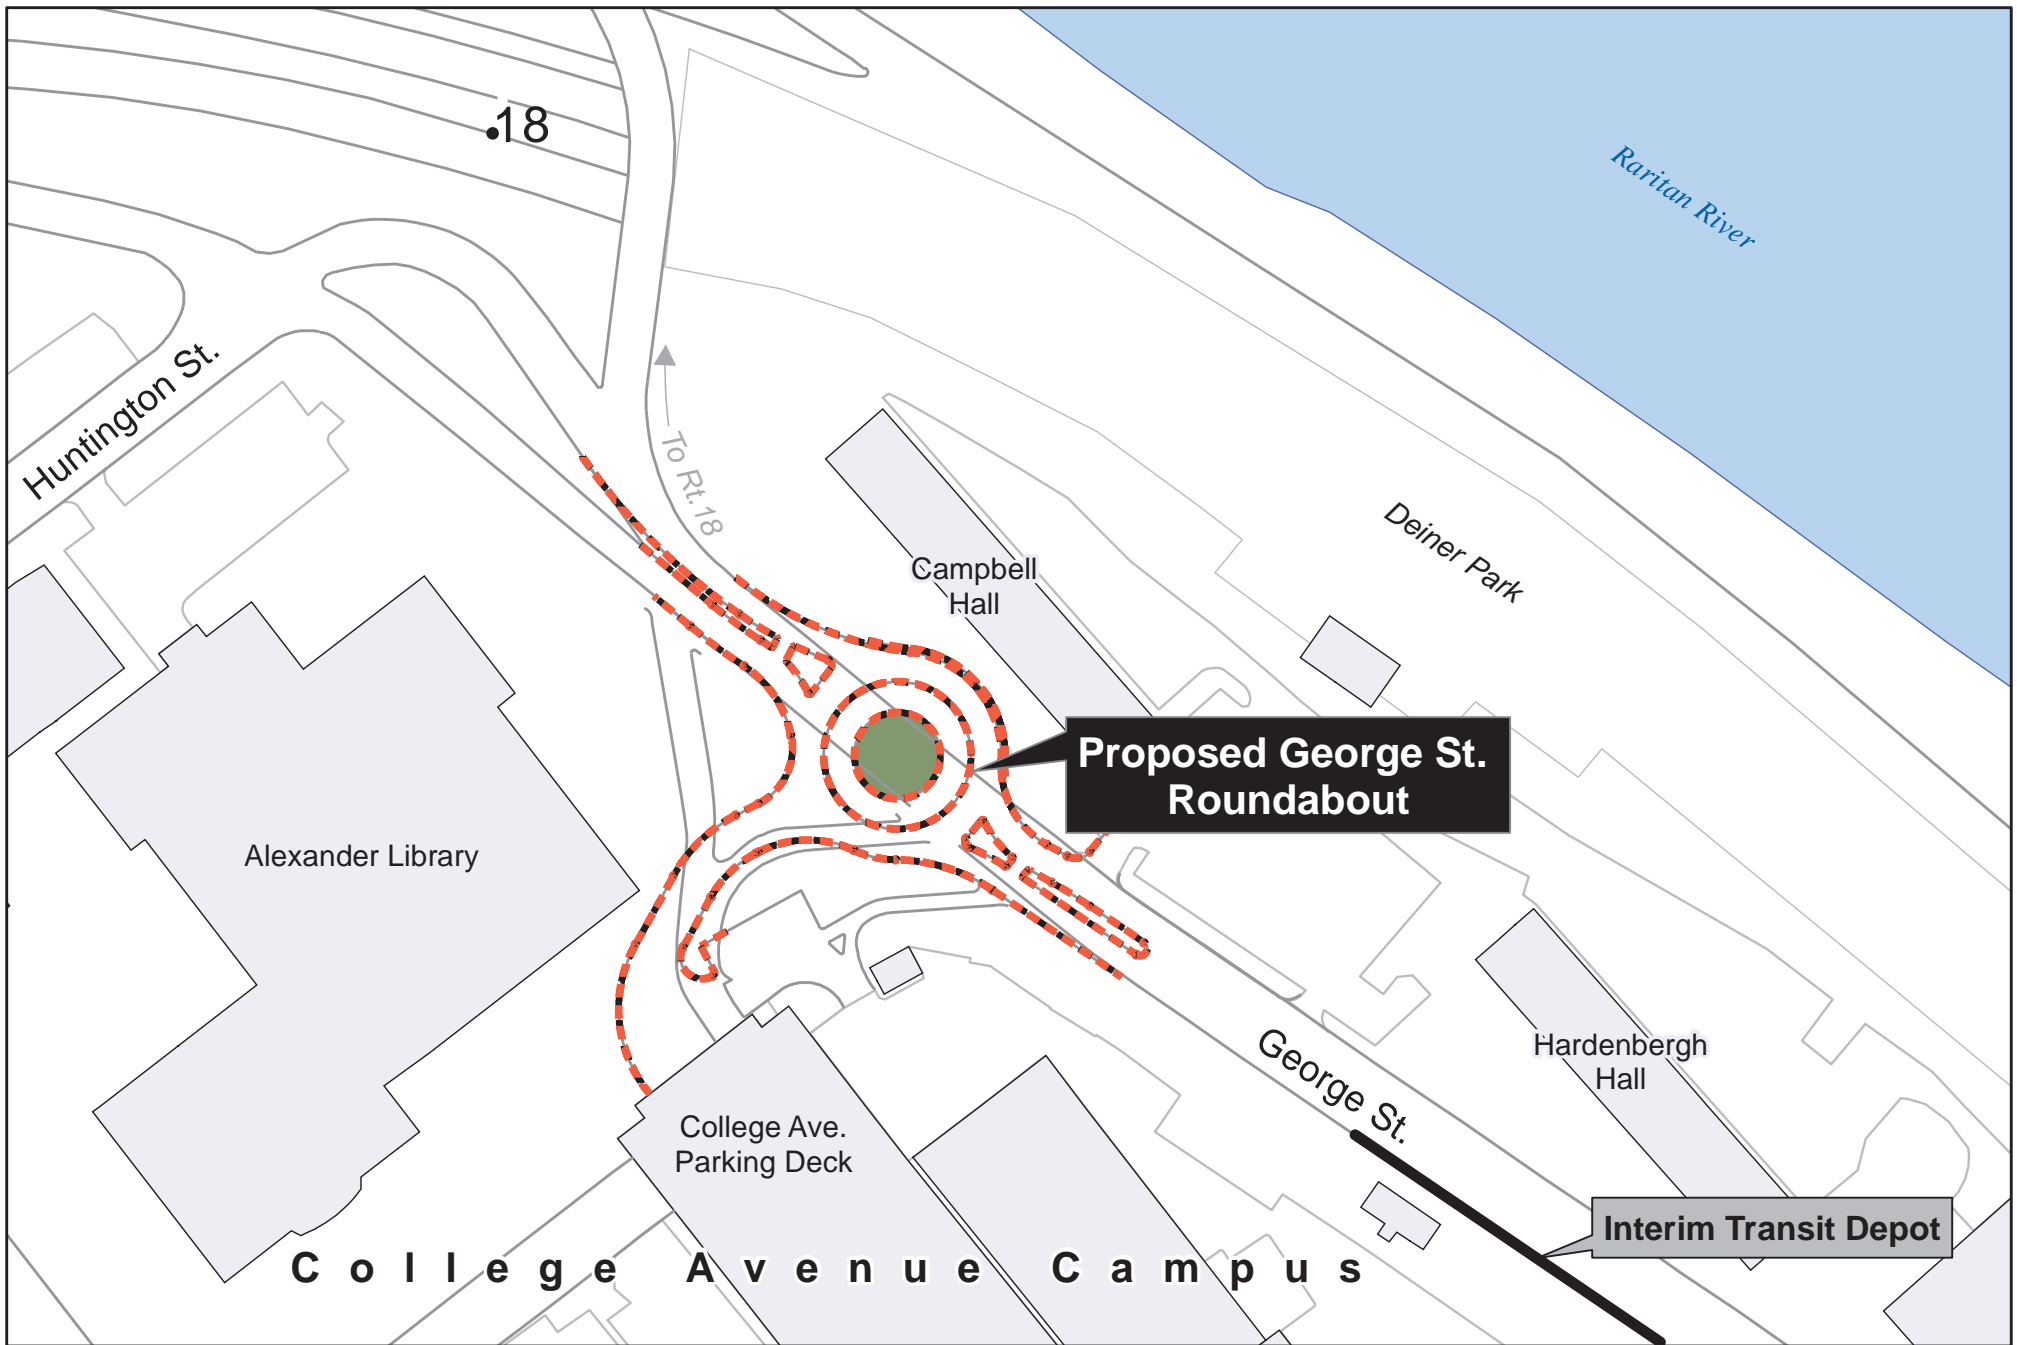 18
Raritan River
Huntington St.
To Rt.18
Deiner Park
Campbell
Hall
Proposed George St.
Roundabout
Alexander Library
George St.
Hardenbergh
Hall
College Ave.
Parking Deck
Interim Transit Depot
College Avenue Campus